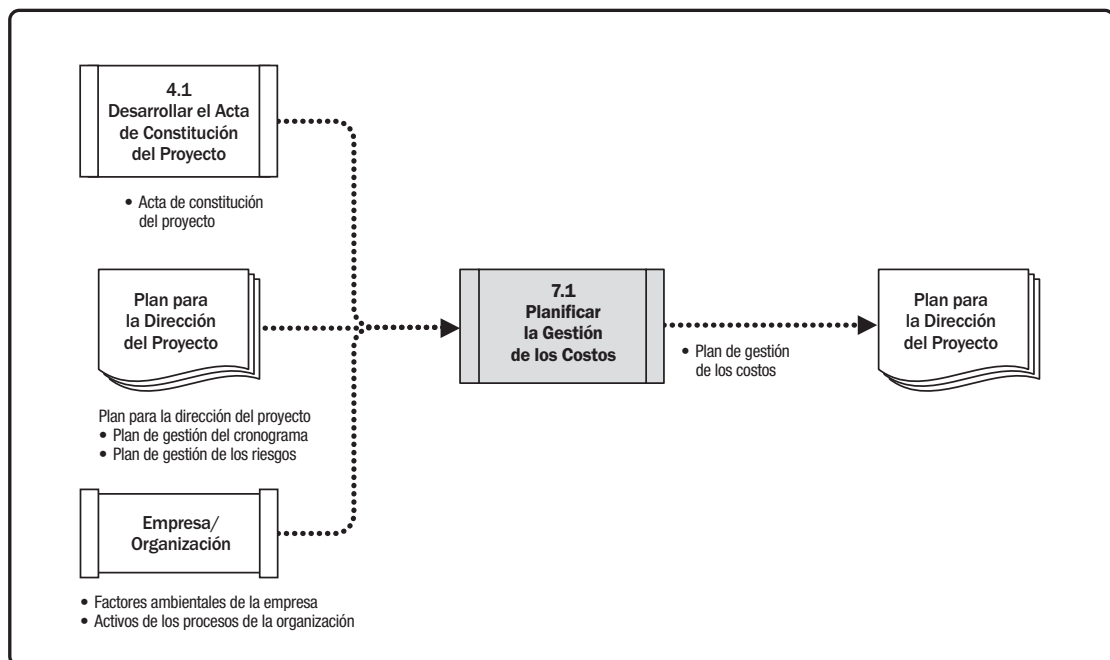 4.1
Desarrollar el Acta
de Constitución
del Proyecto
• Acta de constitución
del proyecto
Plan para
la Dirección
del Proyecto
Plan para la dirección del proyecto
• Plan de gestión del cronograma
• Plan de gestión de los riesgos
Empresa/
Organización
• Factores ambientales de la empresa
• Activos de los procesos de la organización
7.1
Planificar
la Gestión
de los Costos
• Plan de gestión
de los costos
Plan para
la Dirección
del Proyecto